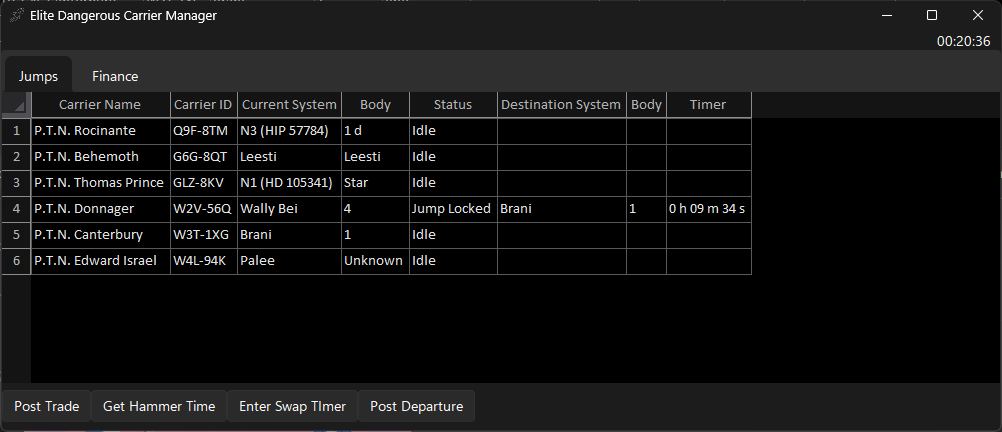 Elite Dangerous Carrier Manager
00:20:36
Jumps Finance
Carrier Name Carrier ID Current System Body Status Destination System Body Timer
1 P.T.N. Rocinante Q9F-8TM N3 (HIP 57784) 1 d Idle
2 P.T.N. Behemoth G6G-8QT Leesti Leesti Idle
3 P.T.N. Thomas Prince GLZ-8KV N1 (HD 105341) Star Idle
4 P.T.N. Donnager W2V-56Q Wally Bei 4 Jump Locked Brani 1 0 h 09 m 34 s
5 P.T.N. Canterbury W3T-1XG Brani 1 Idle
6 P.T.N. Edward Israel W4L-94K Palee Unknown Idle
Post Trade Get Hammer Time Enter Swap TImer Post Departure